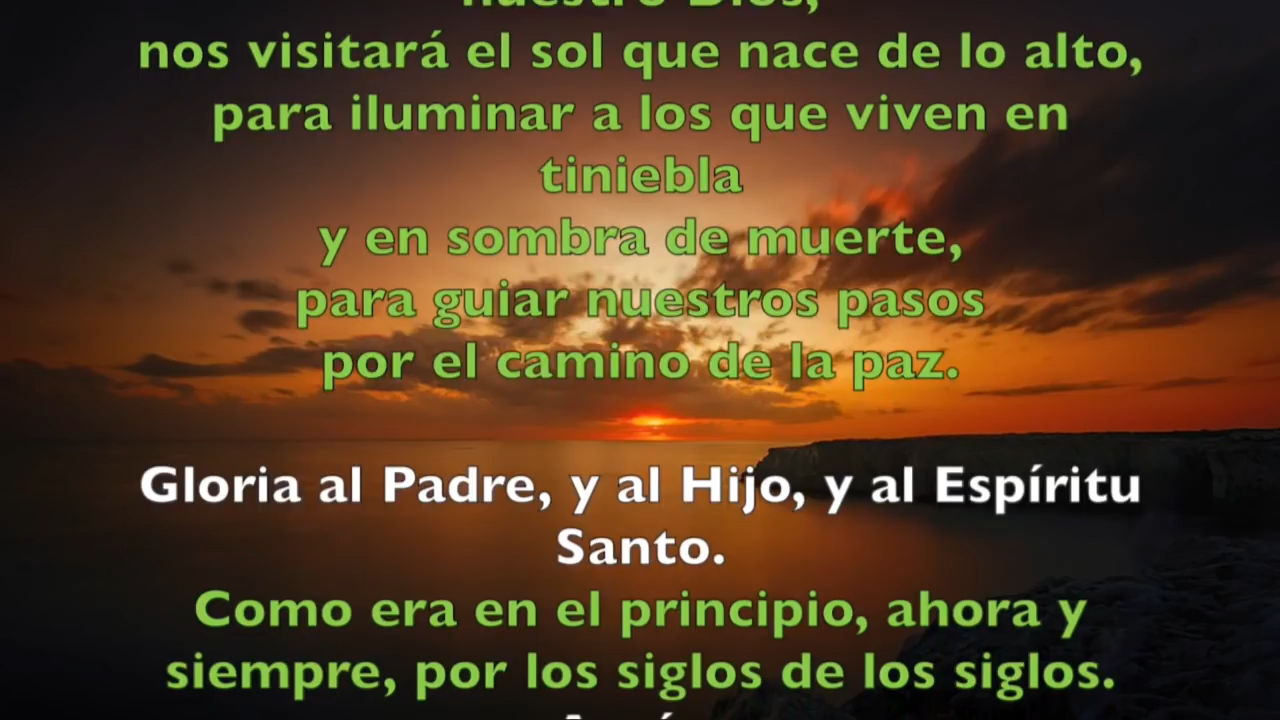 nuestro Dios,
nos visitará el sol que nace de lo alto,
para iluminar a los que viven en
tiniebla
y en sombra de muerte,
para guiar nuestros pasos
por el camino de la paz.
Gloria al Padre, y al Hijo, y al Espíritu
Santo.
Como era en el principio, ahora y
siempre, por los siglos de los siglos.